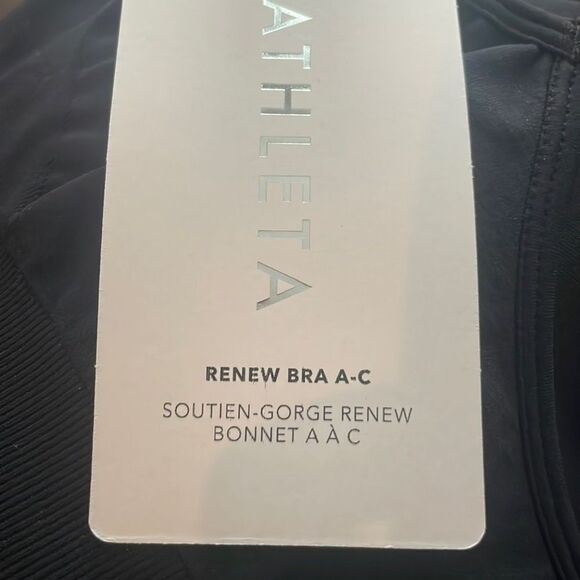 ATHLETA
RENEW BRA A-C
SOUTIEN-GORGE RENEW
BONNET A À C